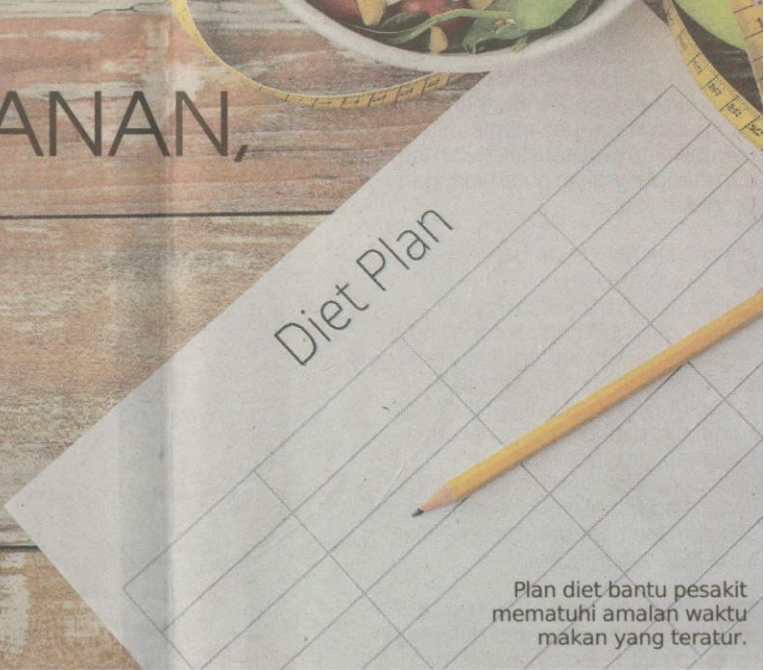 ANAN,
Diet Plan
Plan diet bantu pesakit
mematuhi amalan waktu
makan yang teratur.